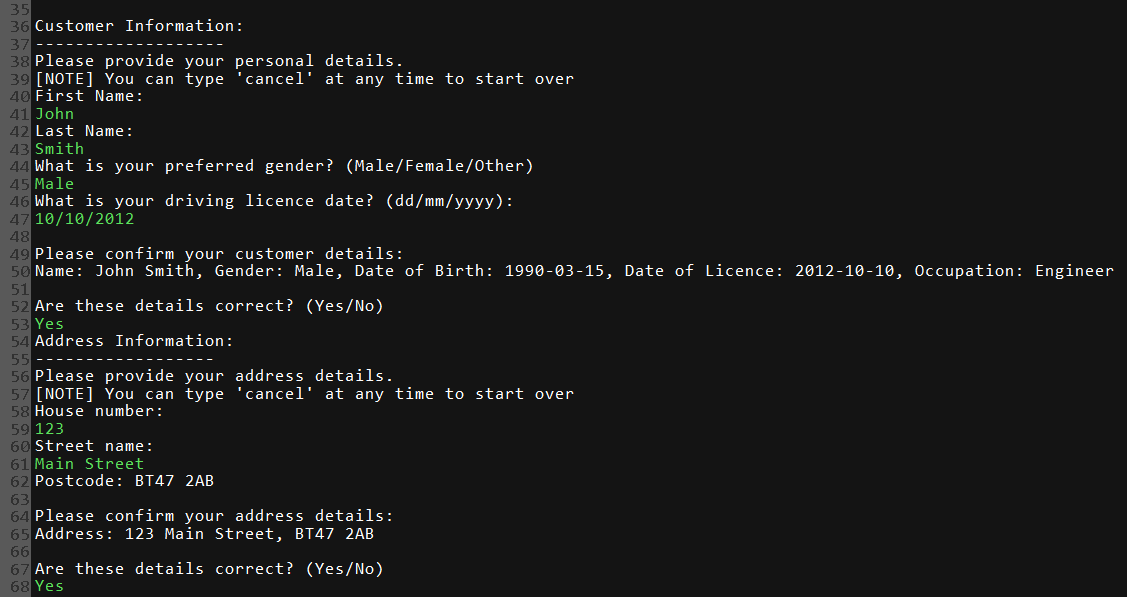 35
36 Customer Information:
37 -------------------
38 Please provide your personal details.
39 [NOTE] You can type 'cancel' at any time to start over
40 First Name:
41 John
42 Last Name:
43 Smith
44 What is your preferred gender? (Male/Female/Other)
45 Male
46 What is your driving licence date? (dd/mm/yyyy):
47 10/10/2012
48
49 Please confirm your customer details:
50 Name: John Smith, Gender: Male, Date of Birth: 1990-03-15, Date of Licence: 2012-10-10, Occupation: Engineer
51
52 Are these details correct? (Yes/No)
53 Yes
54 Address Information:
55 ------------------
56 Please provide your address details.
57 [NOTE] You can type 'cancel' at any time to start over
58 House number:
59 123
60 Street name:
61 Main Street
62 Postcode: BT47 2AB
63
64 Please confirm your address details:
65 Address: 123 Main Street, BT47 2AB
66
67 Are these details correct? (Yes/No)
68 Yes